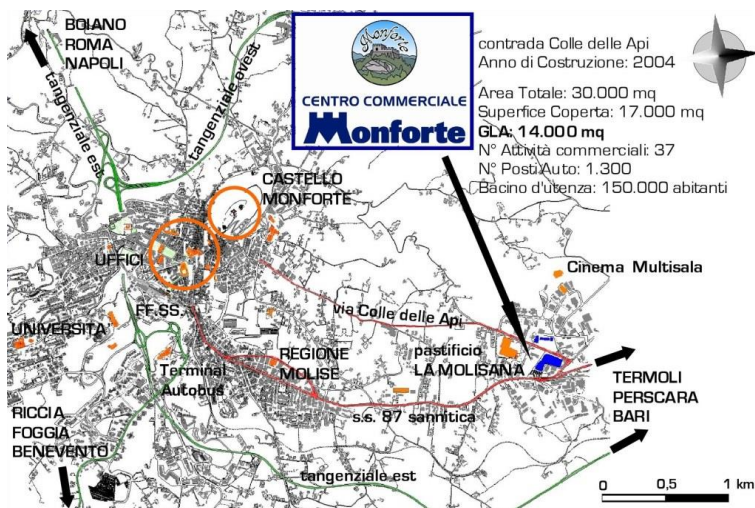 BOIANO
ROMA
NAPOLI
tangenziale est
tangenziale ovest
Monforte
CENTRO COMMERCIALE
Monforte
contrada Colle delle Api
Anno di Costruzione: 2004
Area Totale: 30.000 mq
Superfice Coperta: 17.000 mq
GLA: 14.000 mq
N° Attività commerciali: 37
N° Posti Auto: 1.300
Bacino d'utenza: 150.000 abitanti
CASTELLO
MONFORTE
UFFICI
Cinema Multisala
FF.SS.
via Colle delle Api
UNIVERSITA'
Terminal
Autobus
REGIONE
MOLISE
pastificio
LA MOLISANA
s.s. 87 sannitica
TERMOLI
PERSCARA
BARI
RICCIA
FOGGIA
BENEVENTO
tangenziale est
0 0,5 1 km